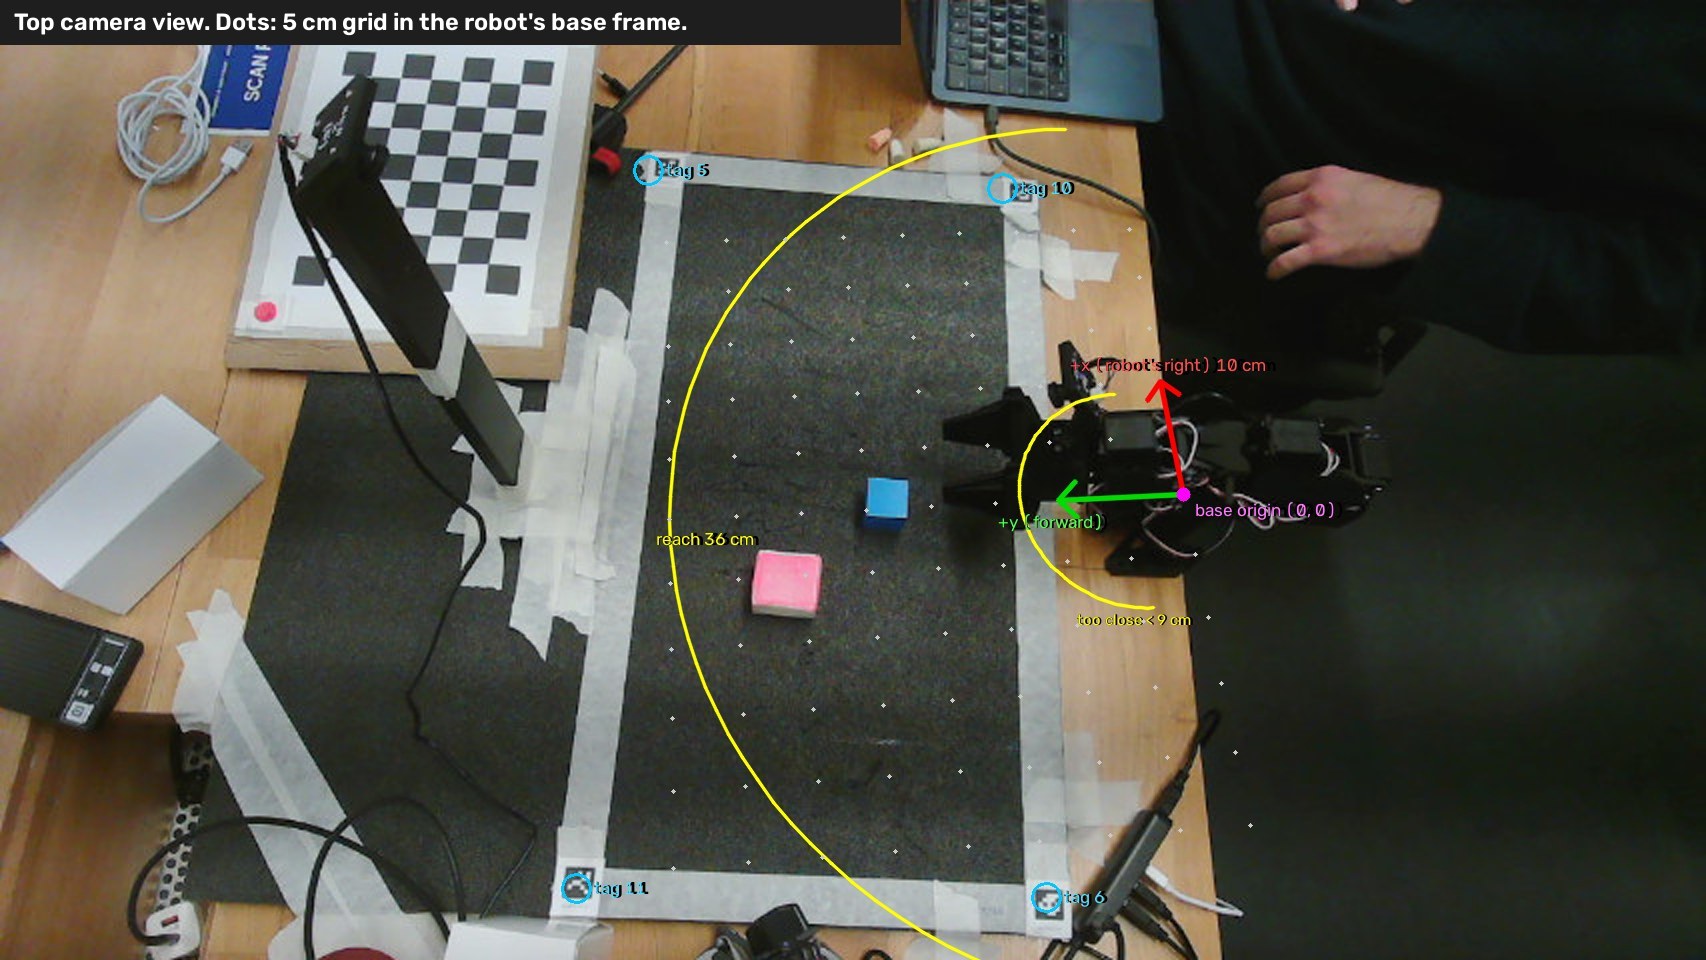 Top camera view. Dots: 5 cm grid in the robot's base frame.
SCAN
tag 5
tag 10
+x (robot's right) 10 cm
base origin (0,0)
+y (forward)
reach 36 cm
too close < 9 cm
tag 11
tag 6